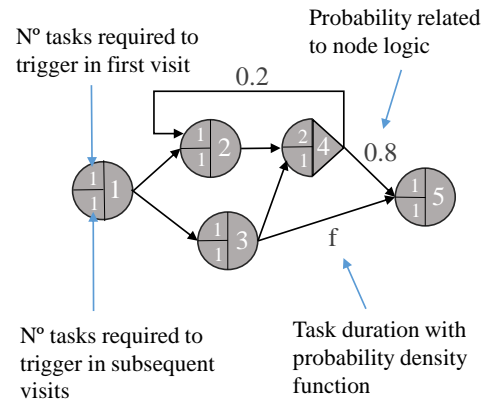 Probability related
to node logic
Nº tasks required to
trigger in first visit
0.2
1
1
2
2
1
4
0.8
1
1
1
1
1
5
1
1
3
f
Nº tasks required to
trigger in subsequent
visits
Task duration with
probability density
function